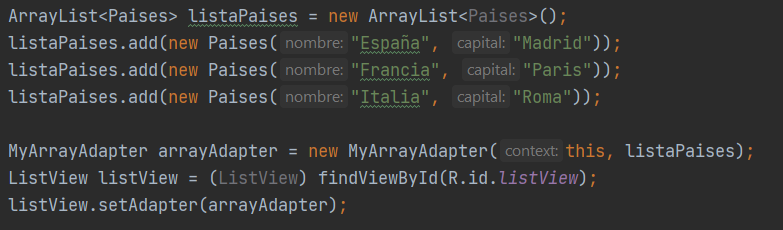 ArrayList<Paises> listaPaises = new ArrayList<Paises>();
listaPaises.add(new Paises( nombre: "España", capital: "Madrid"));
listaPaises.add(new Paises( nombre: "Francia", capital: "Paris"));
listaPaises.add(new Paises( nombre: "Italia", capital: "Roma"));
MyArrayAdapter arrayAdapter = new MyArrayAdapter( context: this, listaPaises);
ListView listView = (ListView) findViewById(R.id.listView);
listView.setAdapter(arrayAdapter);